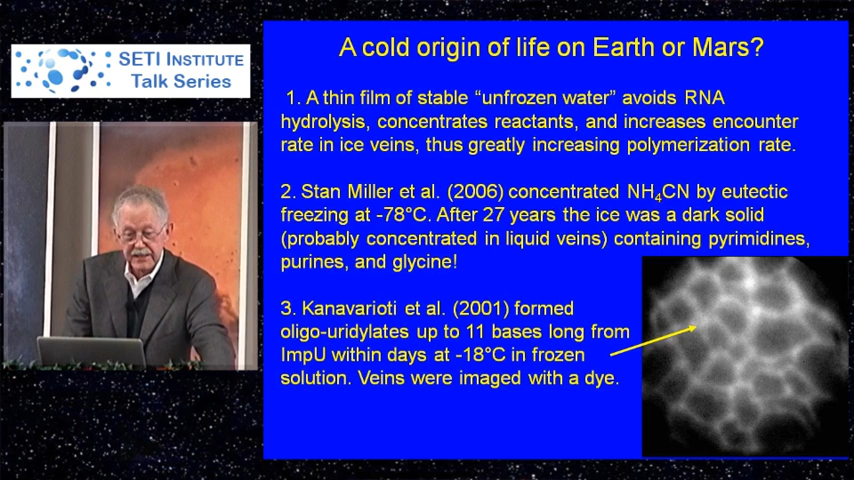 SETI INSTITUTE
Talk Series
A cold origin of life on Earth or Mars?
1. A thin film of stable “unfrozen water” avoids RNA
hydrolysis, concentrates reactants, and increases encounter
rate in ice veins, thus greatly increasing polymerization rate.
2. Stan Miller et al. (2006) concentrated NH₄CN by eutectic
freezing at -78°C. After 27 years the ice was a dark solid
(probably concentrated in liquid veins) containing pyrimidines,
purines, and glycine!
3. Kanavarioti et al. (2001) formed
oligo-uridylates up to 11 bases long from
ImpU within days at -18°C in frozen
solution. Veins were imaged with a dye.